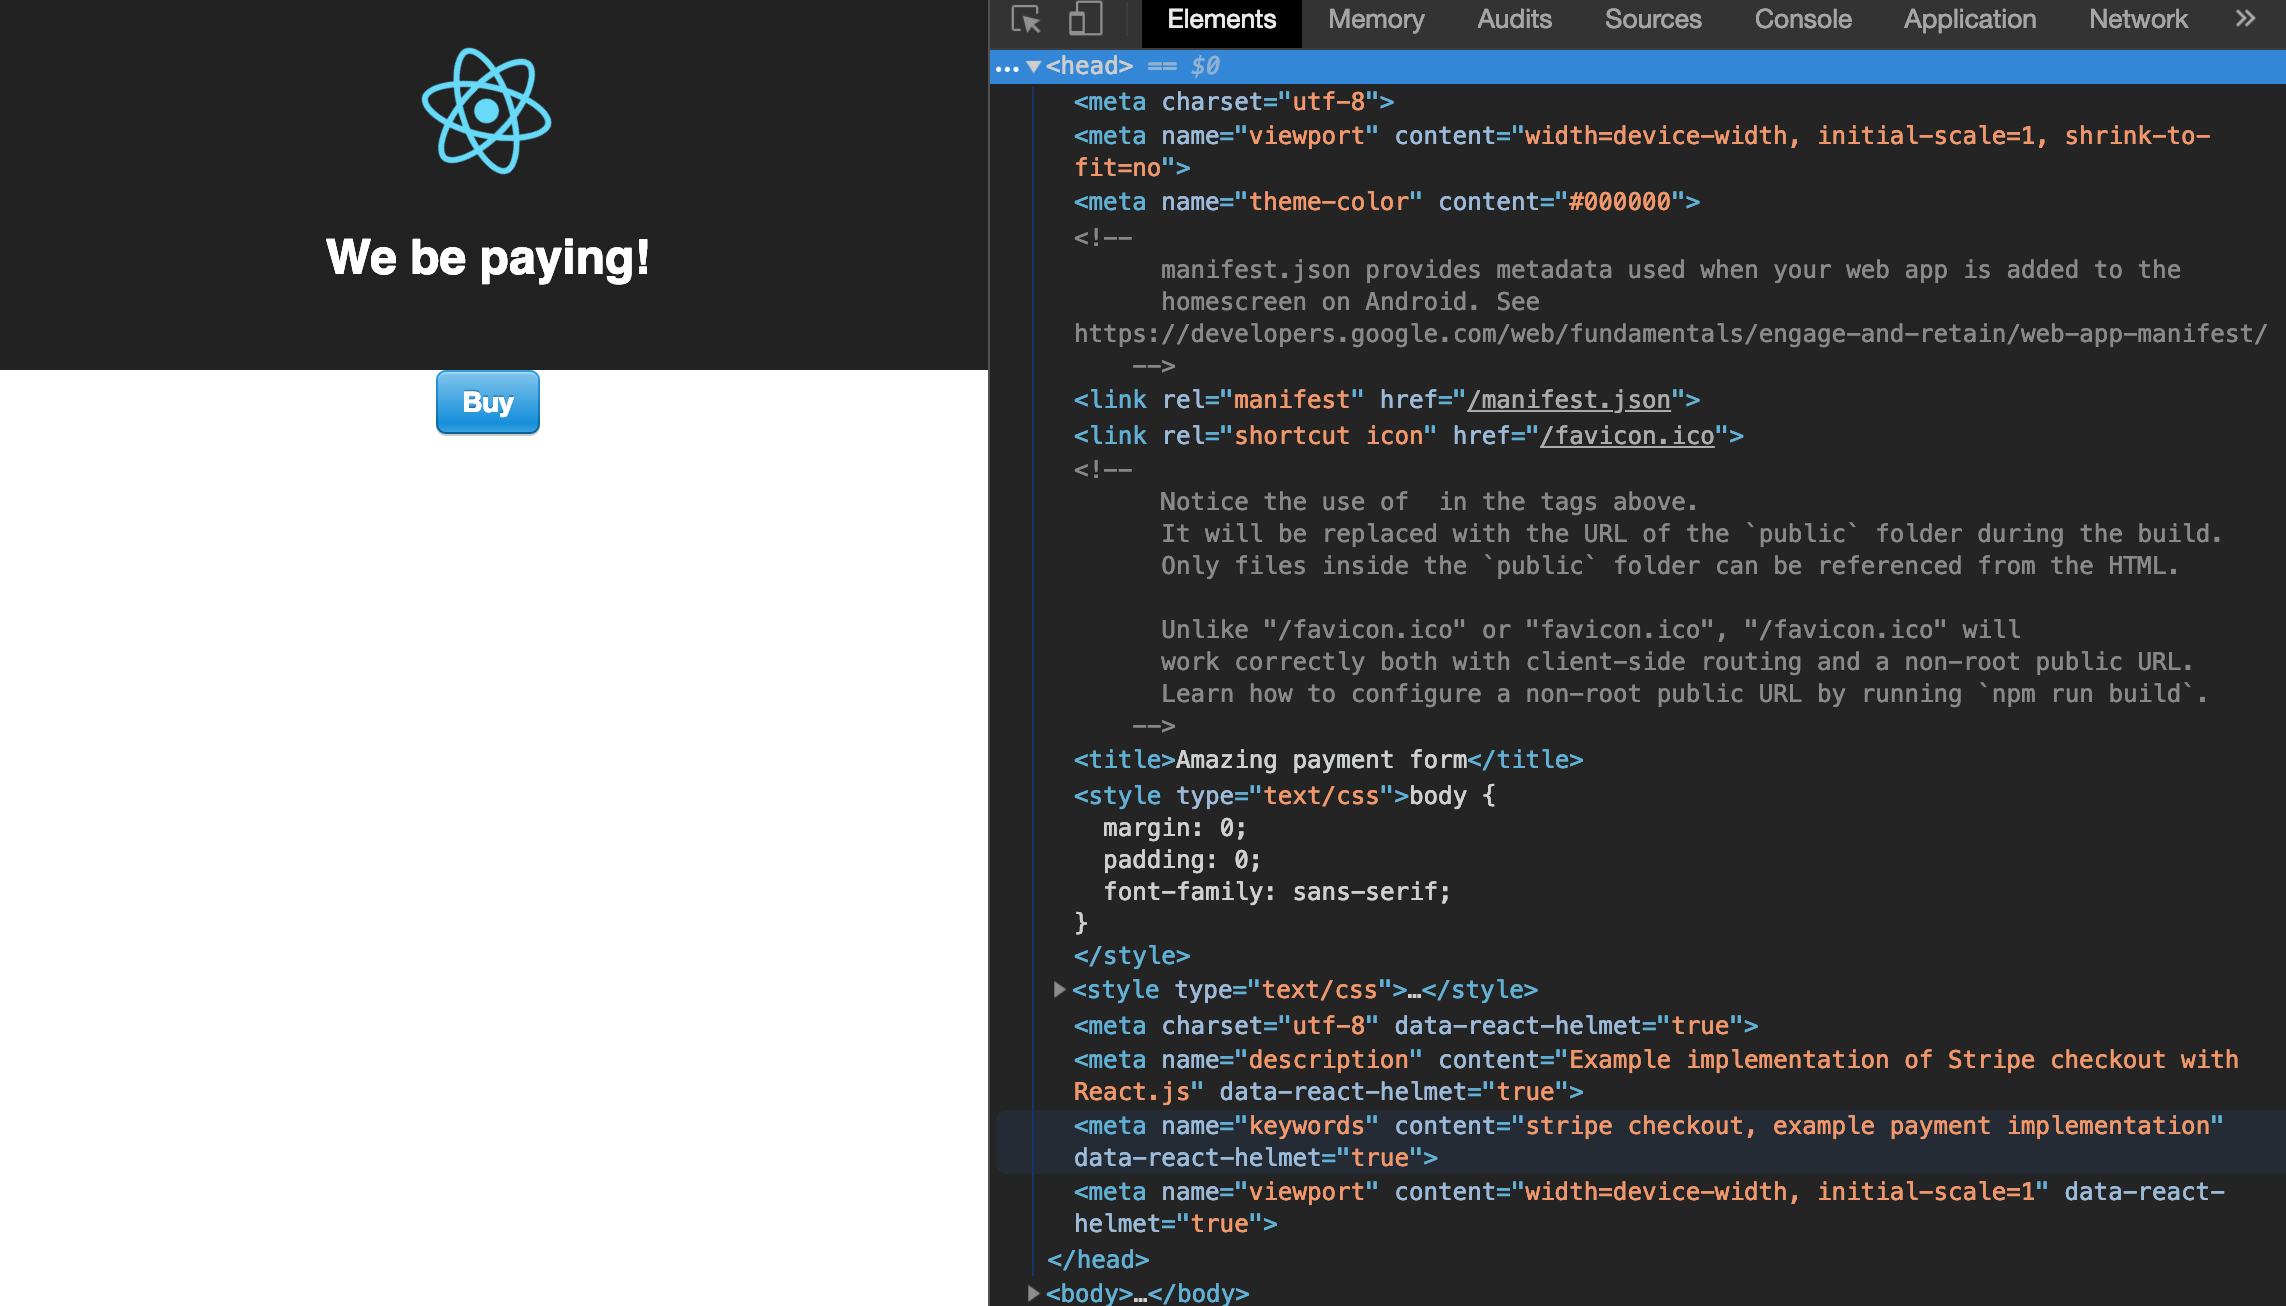 We be paying!
Buy
Elements Memory Audits Sources Console Application Network »
… ▼<head> == $0
<meta charset="utf-8">
<meta name="viewport" content="width=device-width, initial-scale=1, shrink-to-
fit=no">
<meta name="theme-color" content="#000000">
<!--
manifest.json provides metadata used when your web app is added to the
homescreen on Android. See
https://developers.google.com/web/fundamentals/engage-and-retain/web-app-manifest/
-->
<link rel="manifest" href="/manifest.json">
<link rel="shortcut icon" href="/favicon.ico">
<!--
Notice the use of  in the tags above.
It will be replaced with the URL of the `public` folder during the build.
Only files inside the `public` folder can be referenced from the HTML.
Unlike "/favicon.ico" or "favicon.ico", "/favicon.ico" will
work correctly both with client-side routing and a non-root public URL.
Learn how to configure a non-root public URL by running `npm run build`.
-->
<title>Amazing payment form</title>
<style type="text/css">body {
margin: 0;
padding: 0;
font-family: sans-serif;
}
</style>
▶<style type="text/css">…</style>
<meta charset="utf-8" data-react-helmet="true">
<meta name="description" content="Example implementation of Stripe checkout with
React.js" data-react-helmet="true">
<meta name="keywords" content="stripe checkout, example payment implementation"
data-react-helmet="true">
<meta name="viewport" content="width=device-width, initial-scale=1" data-react-
helmet="true">
</head>
▶<body>…</body>